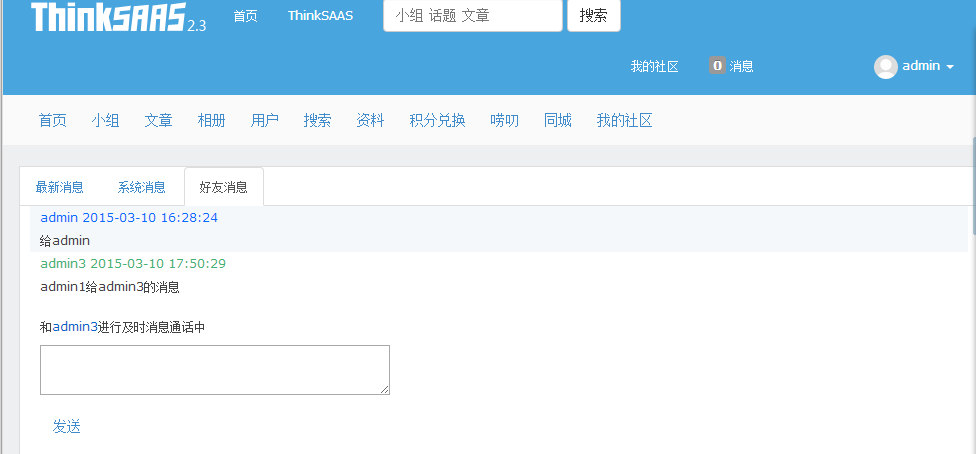 ThinkSAAS 2.3 首页 ThinkSAAS 小组 话题 文章 搜索
我的社区 0 消息 admin
首页 小组 文章 相册 用户 搜索 资料 积分兑换 唠叨 同城 我的社区
最新消息 系统消息 好友消息
admin 2015-03-10 16:28:24
给admin
admin3 2015-03-10 17:50:29
admin1给admin3的消息
和admin3进行及时消息通话中
发送